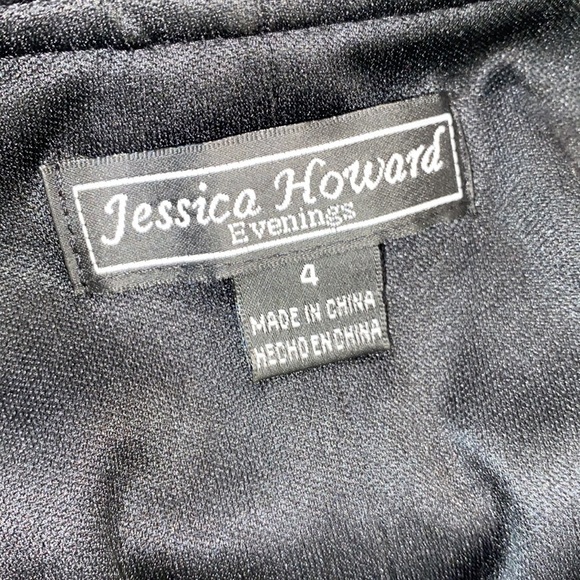 Jessica Howard
Evenings
4
MADE IN CHINA
HECHO EN CHINA